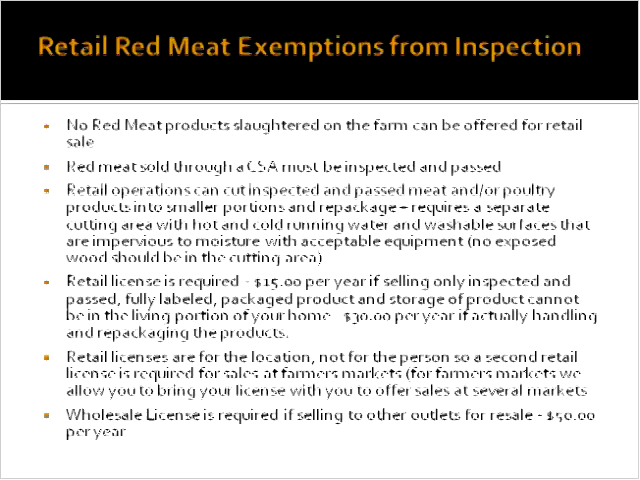 Retail Red Meat Exemptions from Inspection
No Red Meat products slaughtered on the farm can be offered for retail
sale
Red meat sold through a CSA must be inspected and passed
Retail operations can cut inspected and passed meat and/or poultry
products into smaller portions and repackage – requires a separate
cutting area with hot and cold running water and washable surfaces that
are impervious to moisture with acceptable equipment (no exposed
wood should be in the cutting area)
Retail license is required - $15.00 per year if selling only inspected and
passed, fully labeled, packaged product and storage of product cannot
be in the living portion of your home - $30.00 per year if actually handling
and repackaging the products.
Retail licenses are for the location, not for the person so a second retail
license is required for sales at farmers markets (for farmers markets we
allow you to bring your license with you to offer sales at several markets
Wholesale License is required if selling to other outlets for resale - $50.00
per year